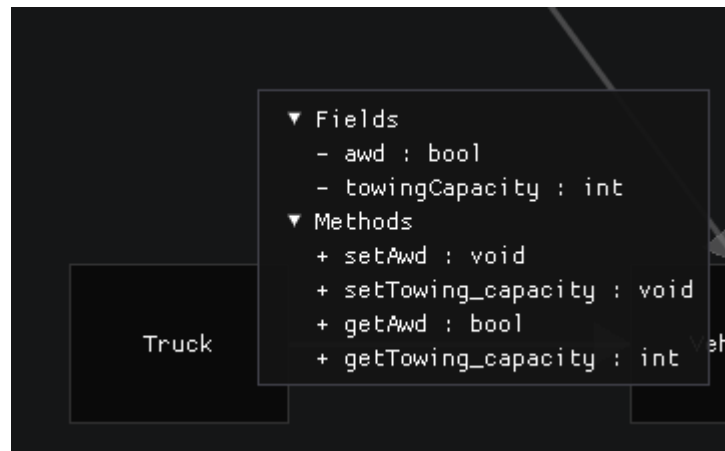 ▼ Fields
- awd : bool
- towingCapacity : int
▼ Methods
+ setAwd : void
+ setTowing_capacity : void
+ getAwd : bool
+ getTowing_capacity : int
Truck